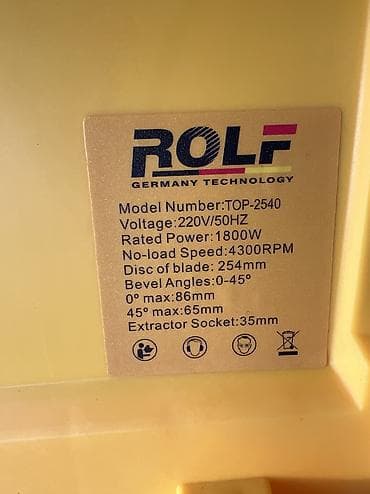 ROLF
GERMANY TECHNOLOGY
Model Number:TOP-2540
Voltage:220V/50HZ
Rated Power:1800W
No-load Speed:4300RPM
Disc of blade: 254mm
Bevel Angles:0-45°
0° max:86mm
45° max:65mm
Extractor Socket:35mm